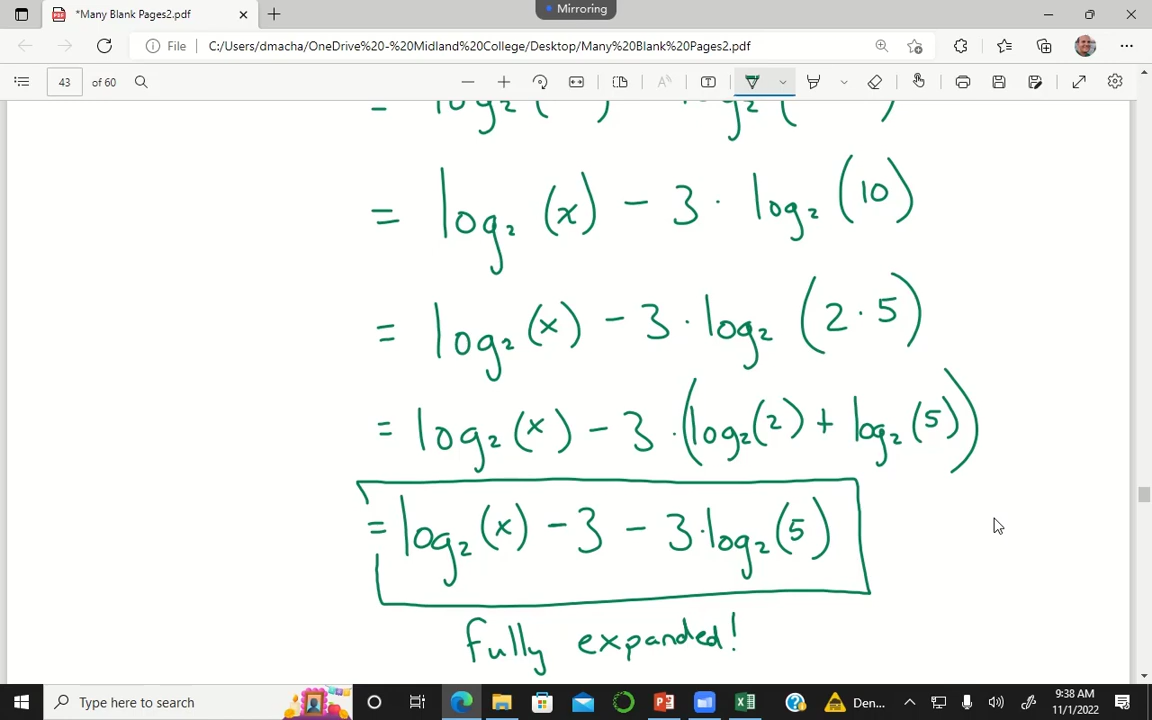 *Many Blank Pages2.pdf
Mirroring
File C:/Users/dmacha/OneDrive%20-%20Midland%20College/Desktop/Many%20Blank%20Pages2.pdf
43 of 60
= log₂ ( ) log₂ ( )
= log₂ (x) - 3 · log₂ (10)
= log₂ (x) - 3 · log₂ (2 · 5)
= log₂ (x) - 3 · (log₂(2) + log₂(5))
= log₂ (x) - 3 - 3·log₂(5)
fully expanded!
Type here to search
Den...
9:38 AM
11/1/2022